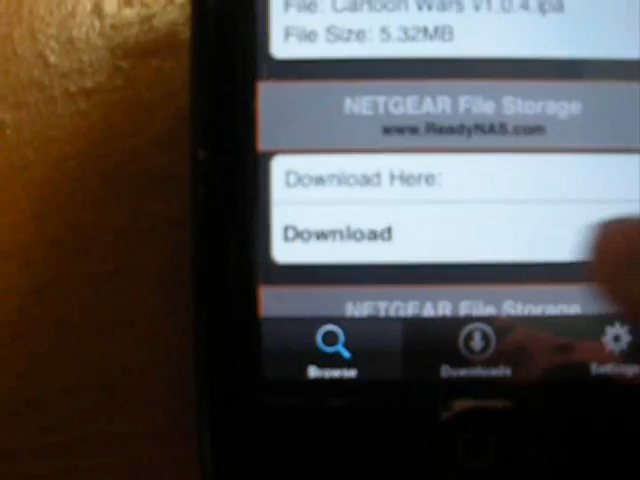 File: Cartoon Wars v1.0.4.ipa
File Size: 5.32MB
NETGEAR File Storage
www.ReadyNAS.com
Download Here:
Download
NETGEAR File Storage
Browse
Downloads
Settings